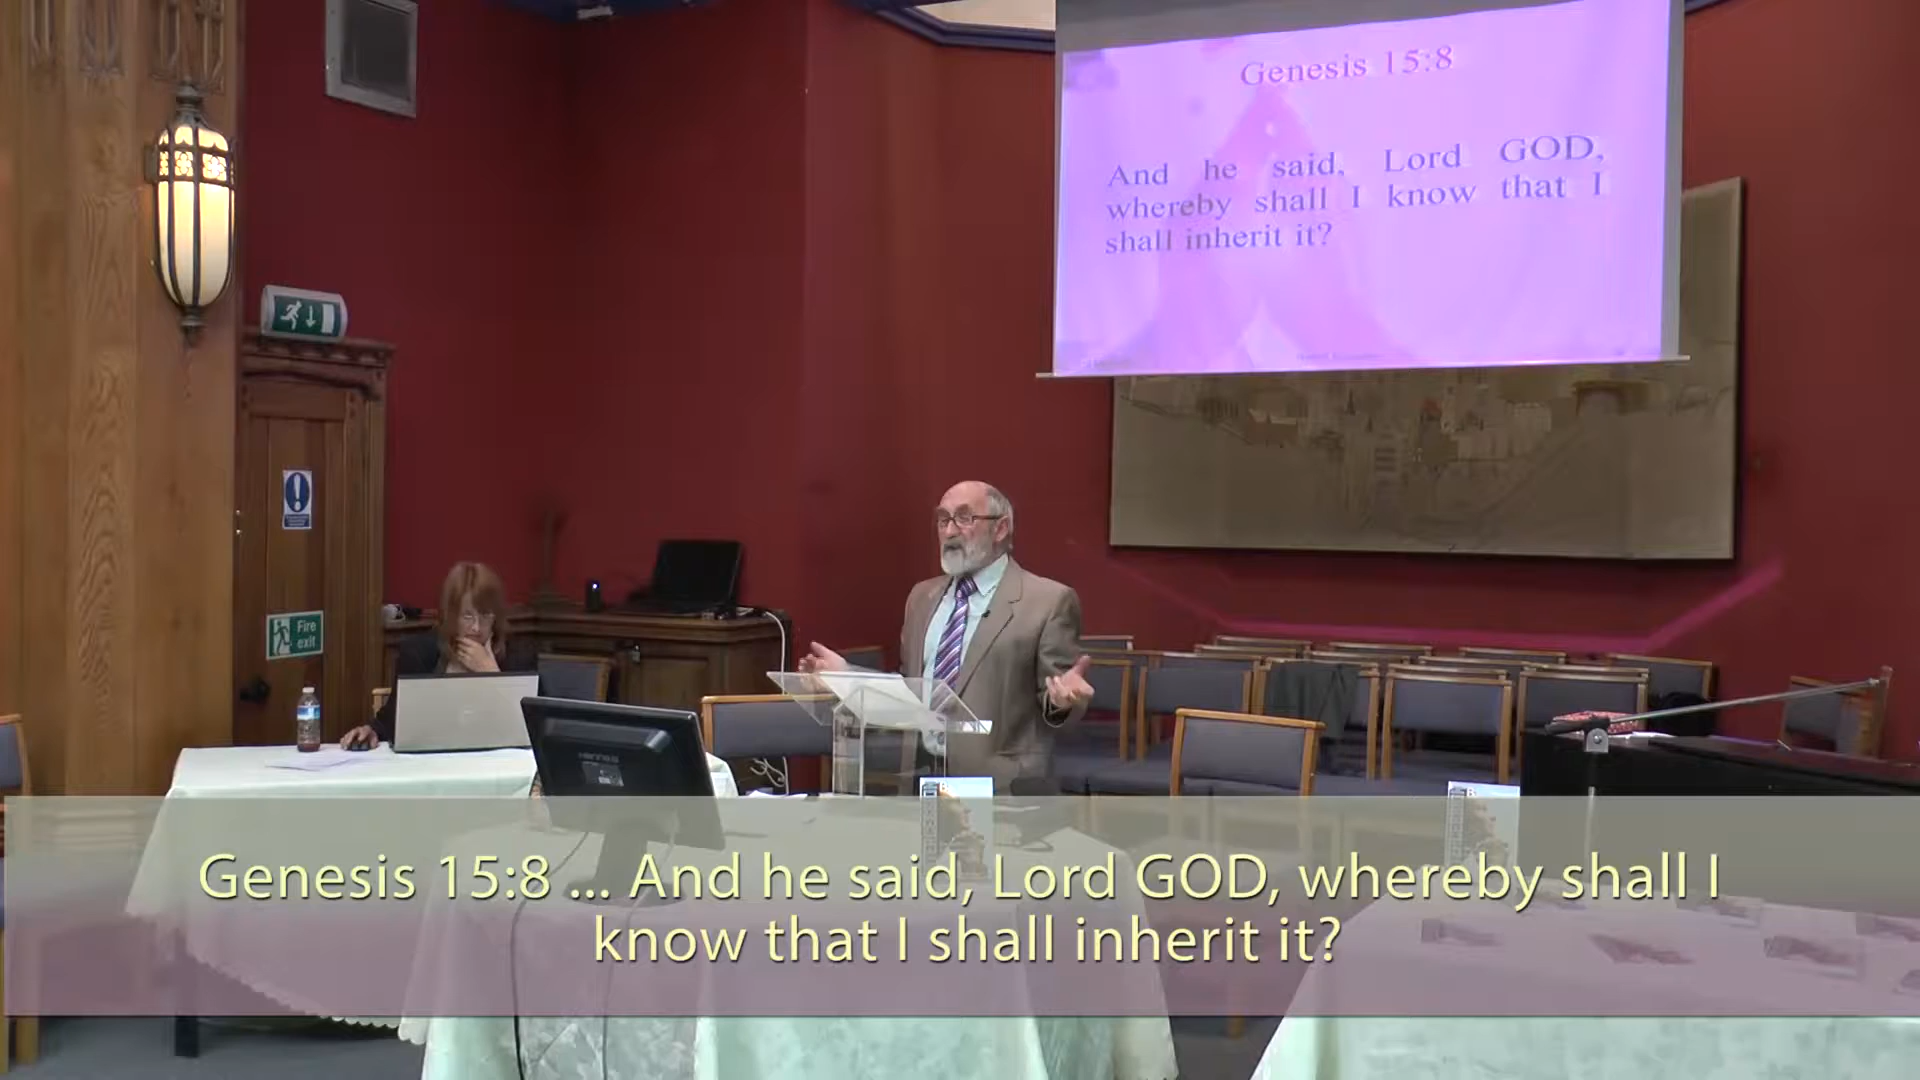 Genesis 15:8
And he said, Lord GOD,
whereby shall I know that I
shall inherit it?
Fire
exit
Genesis 15:8 ... And he said, Lord GOD, whereby shall I
know that I shall inherit it?